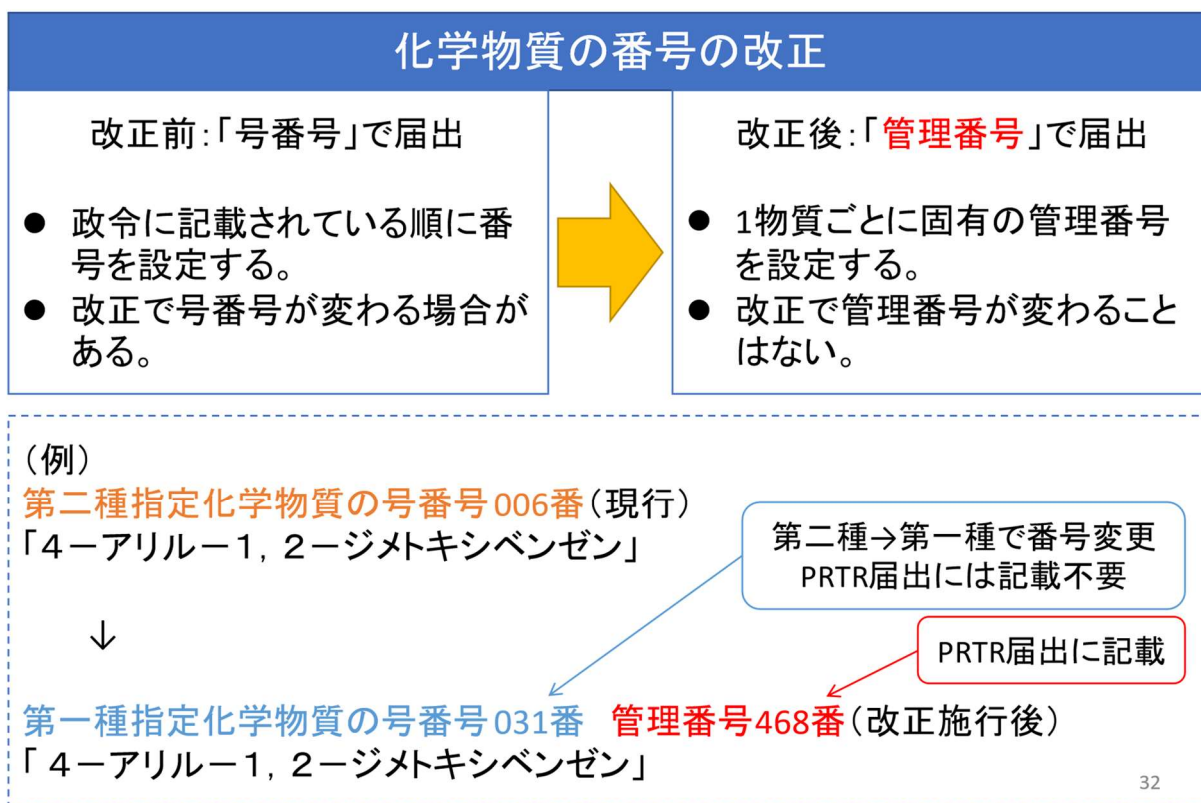 化学物質の番号の改正
改正前：「号番号」で届出
● 政令に記載されている順に番
号を設定する。
● 改正で号番号が変わる場合が
ある。
改正後：「管理番号」で届出
● 1物質ごとに固有の管理番号
を設定する。
● 改正で管理番号が変わること
はない。
（例）
第二種指定化学物質の号番号006番（現行）
「４－アリル－１，２－ジメトキシベンゼン」
第二種→第一種で番号変更
PRTR届出には記載不要
↓
PRTR届出に記載
第一種指定化学物質の号番号031番 管理番号468番（改正施行後）
「４－アリル－１，２－ジメトキシベンゼン」
32